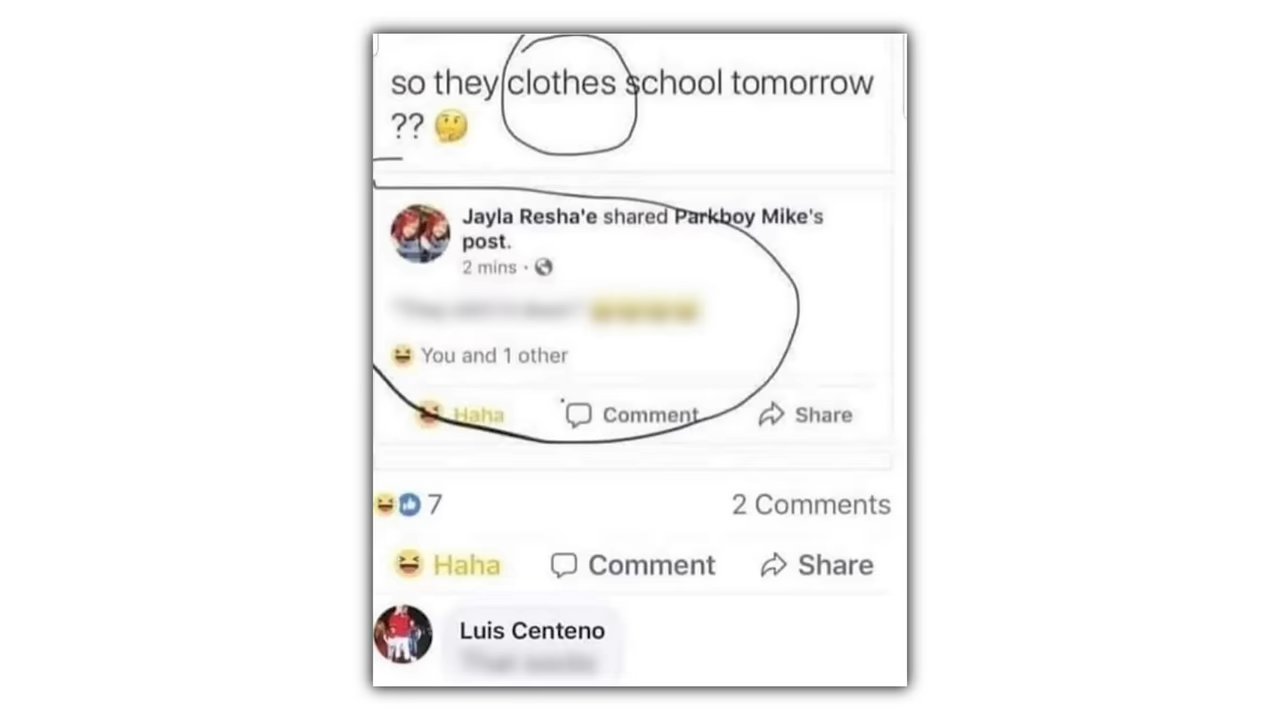 so they clothes school tomorrow
?? 🤔
Jayla Resha'e shared Parkboy Mike's
post.
2 mins ·
You and 1 other
Haha Comment Share
7 2 Comments
Haha Comment Share
Luis Centeno